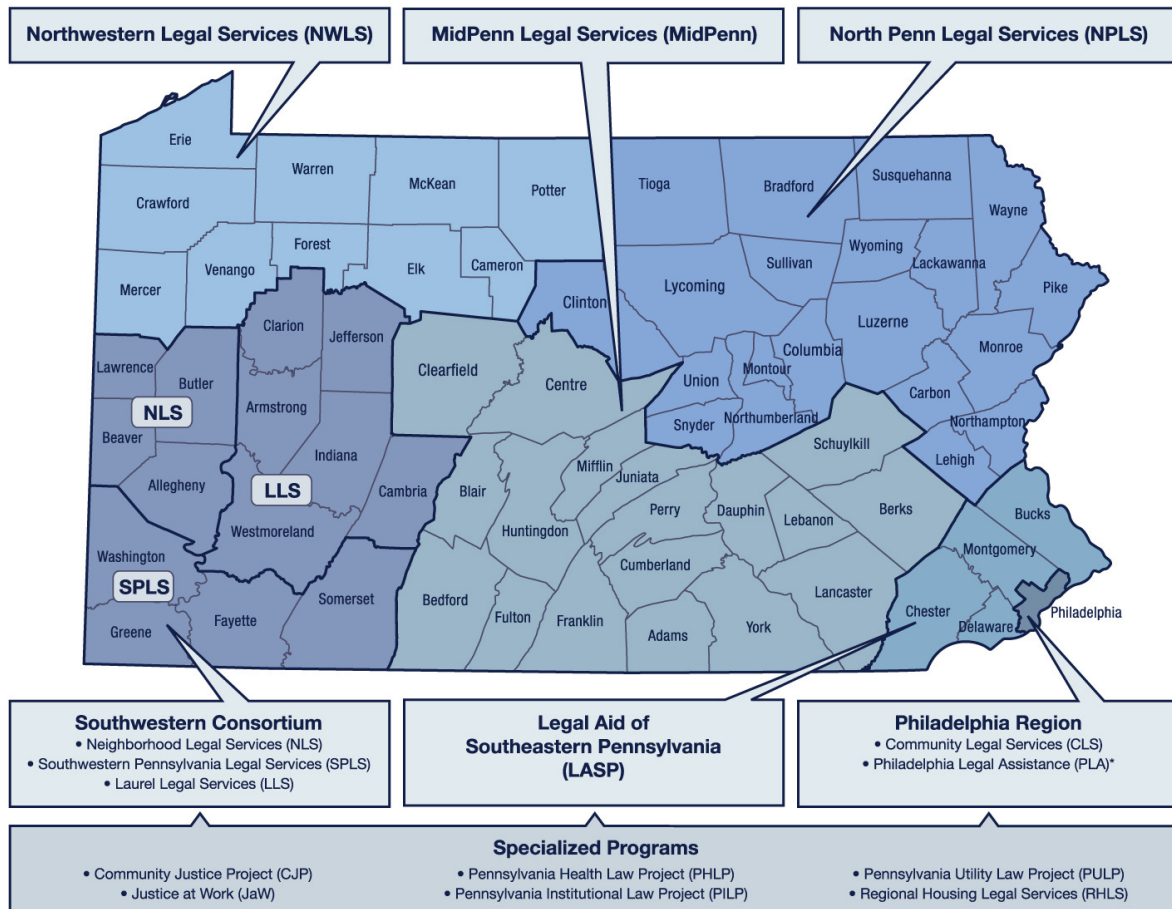 Northwestern Legal Services (NWLS)
MidPenn Legal Services (MidPenn)
North Penn Legal Services (NPLS)
Erie
Warren
McKean
Potter
Tioga
Bradford
Susquehanna
Wayne
Crawford
Forest
Elk
Cameron
Venango
Mercer
Wyoming
Sullivan
Lackawanna
Lycoming
Clinton
Pike
Luzerne
Clarion
Jefferson
Columbia
Monroe
Lawrence
Butler
Clearfield
Centre
Union
Montour
Carbon
NLS
Armstrong
Snyder
Northumberland
Northampton
Beaver
Schuylkill
Indiana
Lehigh
Allegheny
LLS
Cambria
Blair
Mifflin
Juniata
Perry
Dauphin
Lebanon
Berks
Bucks
Westmoreland
Huntingdon
Washington
Montgomery
Cumberland
SPLS
Somerset
Bedford
Lancaster
Fayette
Fulton
Franklin
Chester
Philadelphia
Greene
Adams
York
Delaware
Southwestern Consortium
• Neighborhood Legal Services (NLS)
• Southwestern Pennsylvania Legal Services (SPLS)
• Laurel Legal Services (LLS)
Legal Aid of
Southeastern Pennsylvania
(LASP)
Philadelphia Region
• Community Legal Services (CLS)
• Philadelphia Legal Assistance (PLA)*
Specialized Programs
• Community Justice Project (CJP)
• Justice at Work (JaW)
• Pennsylvania Health Law Project (PHLP)
• Pennsylvania Institutional Law Project (PILP)
• Pennsylvania Utility Law Project (PULP)
• Regional Housing Legal Services (RHLS)